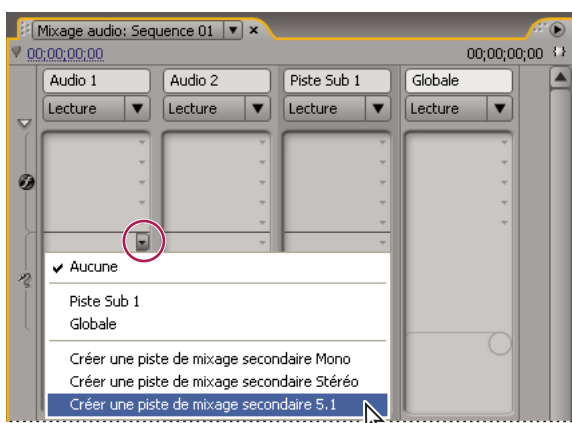 Mixage audio: Sequence 01
00;00;00;00 00;00;00;00
Audio 1 Audio 2 Piste Sub 1 Globale
Lecture Lecture Lecture Lecture
Aucune
Piste Sub 1
Globale
Créer une piste de mixage secondaire Mono
Créer une piste de mixage secondaire Stéréo
Créer une piste de mixage secondaire 5.1